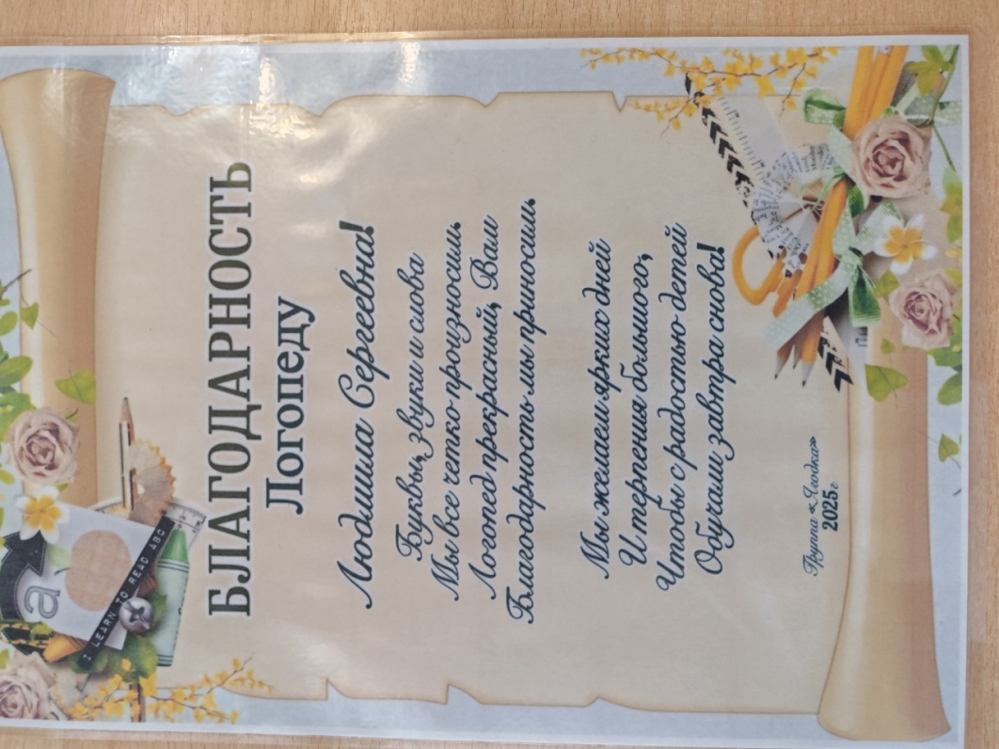 БЛАГОДАРНОСТЬ
Логопеду
Людмила Сергеевна!
Буквы, звуки и слова
Мы все четко произносим.
Логопед прекрасный, Вам
Благодарность мы приносим.
Мы желаем ярких дней
И терпения большого,
Чтобы с радостью детей
Обучали завтра снова!
Группа «Ягодка»
2025г
a
LEARN TO READ ABC